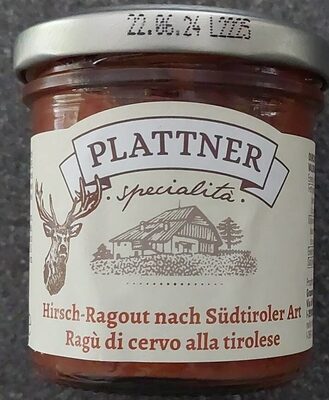 22.06.24 L2225
PLATTNER
specialità
Hirsch-Ragout nach Südtiroler Art
Ragù di cervo alla tirolese